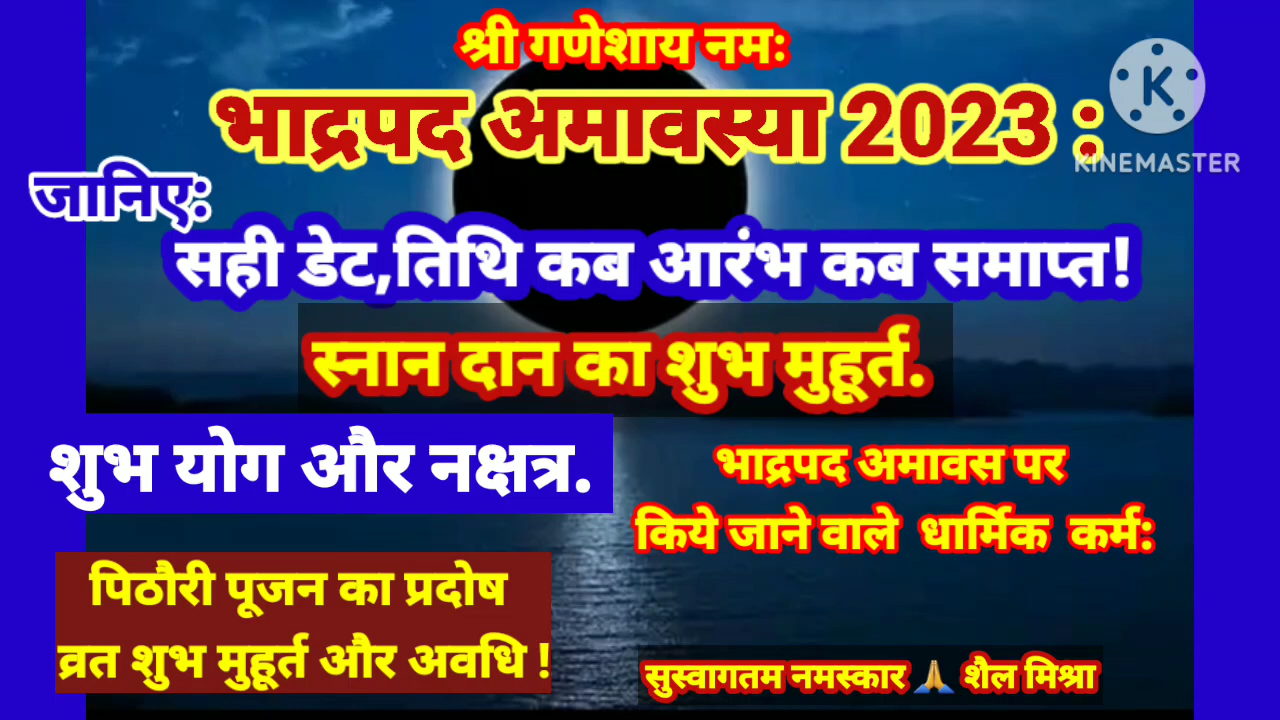 श्री गणेशाय नमः
भाद्रपद अमावस्या 2023 :
K
KINEMASTER
जानिए:
सही डेट,तिथि कब आरंभ कब समाप्त!
स्नान दान का शुभ मुहूर्त.
शुभ योग और नक्षत्र.
भाद्रपद अमावस पर
किये जाने वाले धार्मिक कर्म:
पिठौरी पूजन का प्रदोष
व्रत शुभ मुहूर्त और अवधि !
सुस्वागतम नमस्कार 🙏 शैल मिश्रा